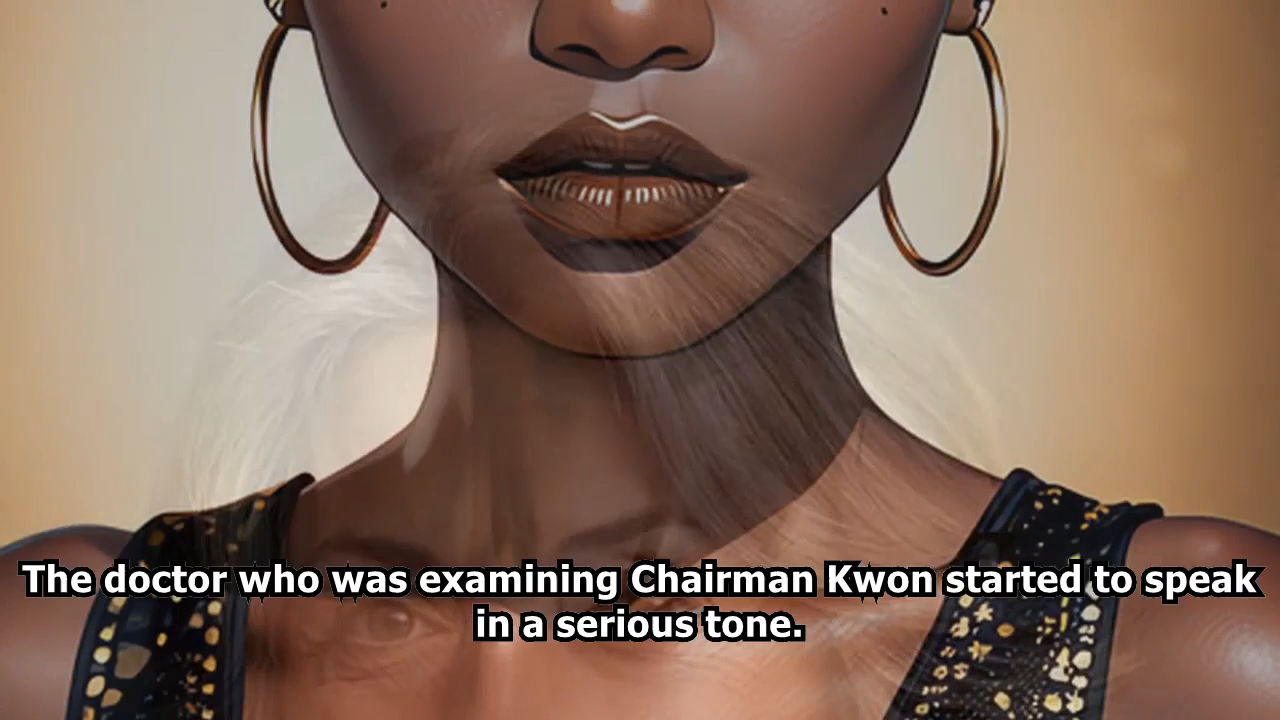 The doctor who was examining Chairman Kwon started to speak
in a serious tone.